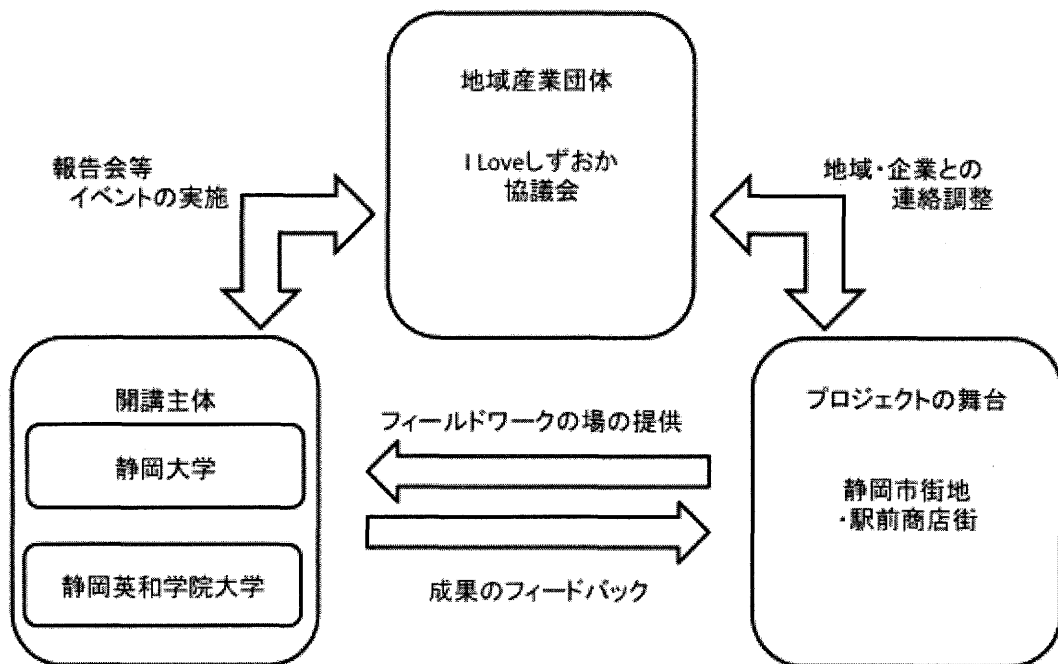 地域産業団体
I Loveしずおか
協議会
報告会等
イベントの実施
地域・企業との
連絡調整
開講主体
静岡大学
静岡英和学院大学
フィールドワークの場の提供
成果のフィードバック
プロジェクトの舞台
静岡市街地
・駅前商店街